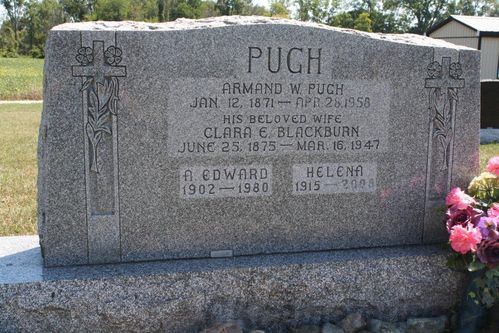 PUGH
ARMAND W. PUGH
JAN. 12, 1871 — APR. 28, 1958
HIS BELOVED WIFE
CLARA E. BLACKBURN
JUNE 25, 1875 — MAR. 16, 1947
A. EDWARD
1902 — 1980
HELENA
1915 —